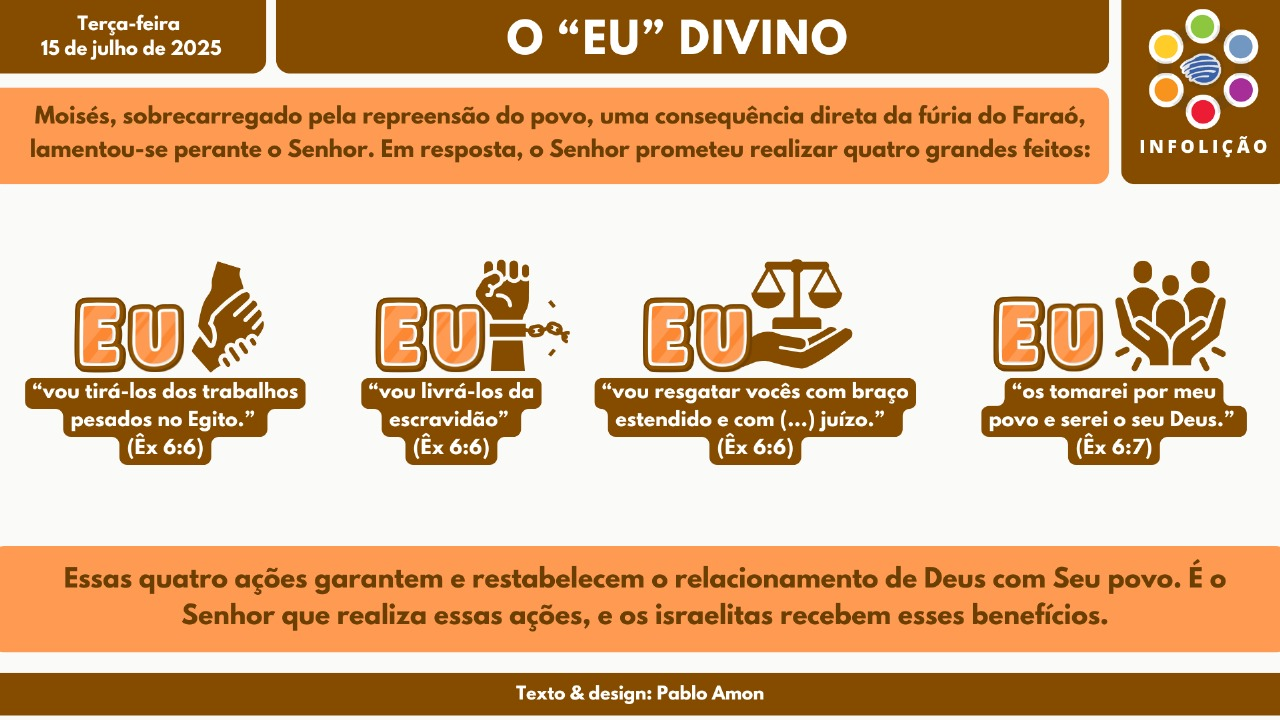 Terça-feira
15 de julho de 2025
O “EU” DIVINO
INFOLIÇÃO
Moisés, sobrecarregado pela repreensão do povo, uma consequência direta da fúria do Faraó,
lamentou-se perante o Senhor. Em resposta, o Senhor prometeu realizar quatro grandes feitos:
EU
“vou tirá-los dos trabalhos
pesados no Egito.”
(Êx 6:6)
EU
“vou livrá-los da
escravidão”
(Êx 6:6)
EU
“vou resgatar vocês com braço
estendido e com (...) juízo.”
(Êx 6:6)
EU
“os tomarei por meu
povo e serei o seu Deus.”
(Êx 6:7)
Essas quatro ações garantem e restabelecem o relacionamento de Deus com Seu povo. É o
Senhor que realiza essas ações, e os israelitas recebem esses benefícios.
Texto & design: Pablo Amon